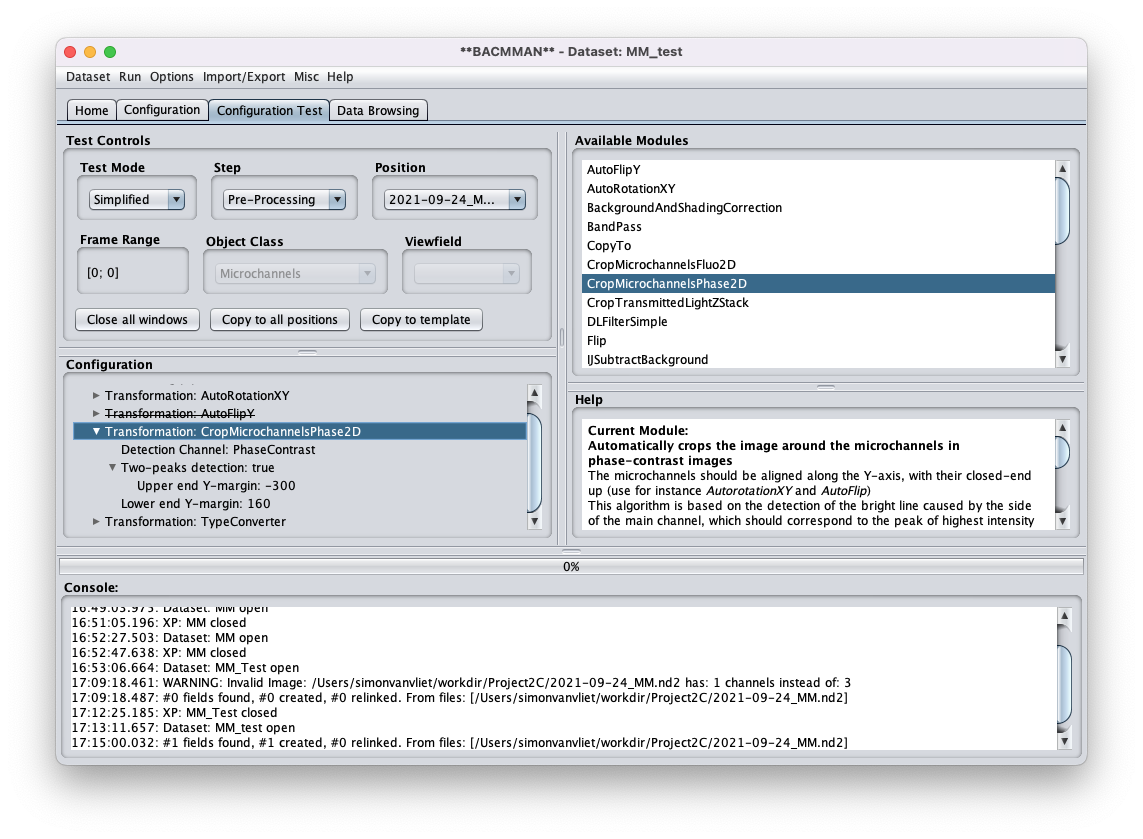 **BACMMAN** - Dataset: MM_test
Dataset Run Options Import/Export Misc Help
Home Configuration Configuration Test Data Browsing
Test Controls
Test Mode Step Position
Simplified Pre-Processing 2021-09-24_M...
Frame Range Object Class Viewfield
[0; 0] Microchannels
Close all windows Copy to all positions Copy to template
Configuration
Transformation: AutoRotationXY
Transformation: AutoFlipY
Transformation: CropMicrochannelsPhase2D
Detection Channel: PhaseContrast
Two-peaks detection: true
Upper end Y-margin: -300
Lower end Y-margin: 160
Transformation: TypeConverter
Available Modules
AutoFlipY
AutoRotationXY
BackgroundAndShadingCorrection
BandPass
CopyTo
CropMicrochannelsFluo2D
CropMicrochannelsPhase2D
CropTransmittedLightZStack
DLFilterSimple
Flip
IJSubtractBackground
Help
Current Module:
Automatically crops the image around the microchannels in
phase-contrast images
The microchannels should be aligned along the Y-axis, with their closed-end
up (use for instance AutorotationXY and AutoFlip)
This algorithm is based on the detection of the bright line caused by the side
of the main channel, which should correspond to the peak of highest intensity
0%
Console:
16:49:03.973: Dataset: MM open
16:51:05.196: XP: MM closed
16:52:27.503: Dataset: MM open
16:52:47.638: XP: MM closed
16:53:06.664: Dataset: MM_Test open
17:09:18.461: WARNING: Invalid Image: /Users/simonvanvliet/workdir/Project2C/2021-09-24_MM.nd2 has: 1 channels instead of: 3
17:09:18.487: #0 fields found, #0 created, #0 relinked. From files: [/Users/simonvanvliet/workdir/Project2C/2021-09-24_MM.nd2]
17:12:25.185: XP: MM_Test closed
17:13:11.657: Dataset: MM_test open
17:15:00.032: #1 fields found, #1 created, #0 relinked. From files: [/Users/simonvanvliet/workdir/Project2C/2021-09-24_MM.nd2]